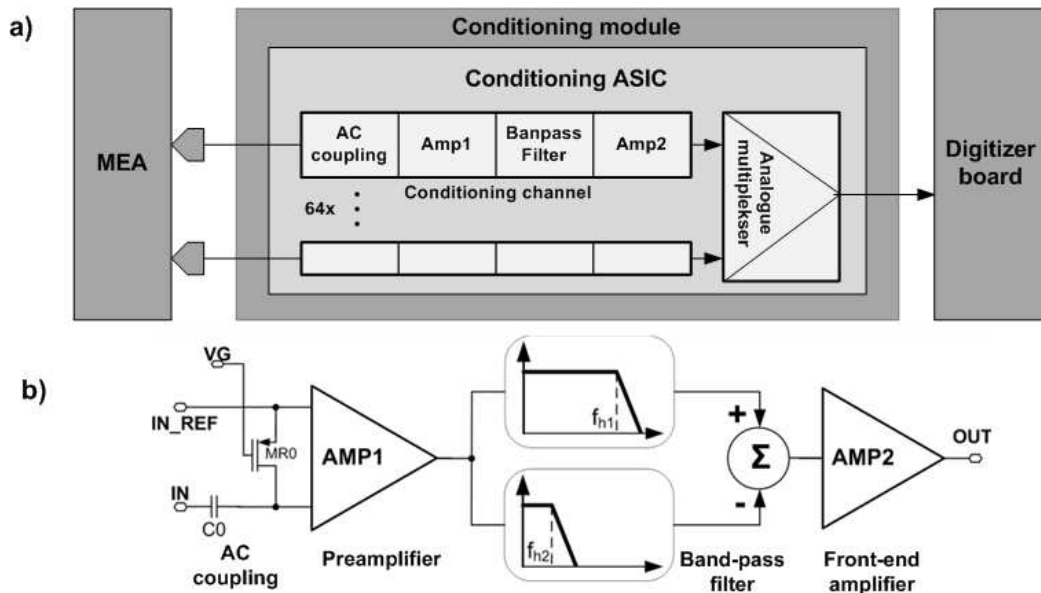 a)
Conditioning module
Conditioning ASIC
MEA
AC coupling
Amp1
Banpass Filter
Amp2
Analogue multiplekser
Digitizer board
Conditioning channel
64x
b)
VG
IN_REF
MR0
IN
C0
AMP1
fh1
fh2
+
Σ
-
AMP2
OUT
AC coupling
Preamplifier
Band-pass filter
Front-end amplifier